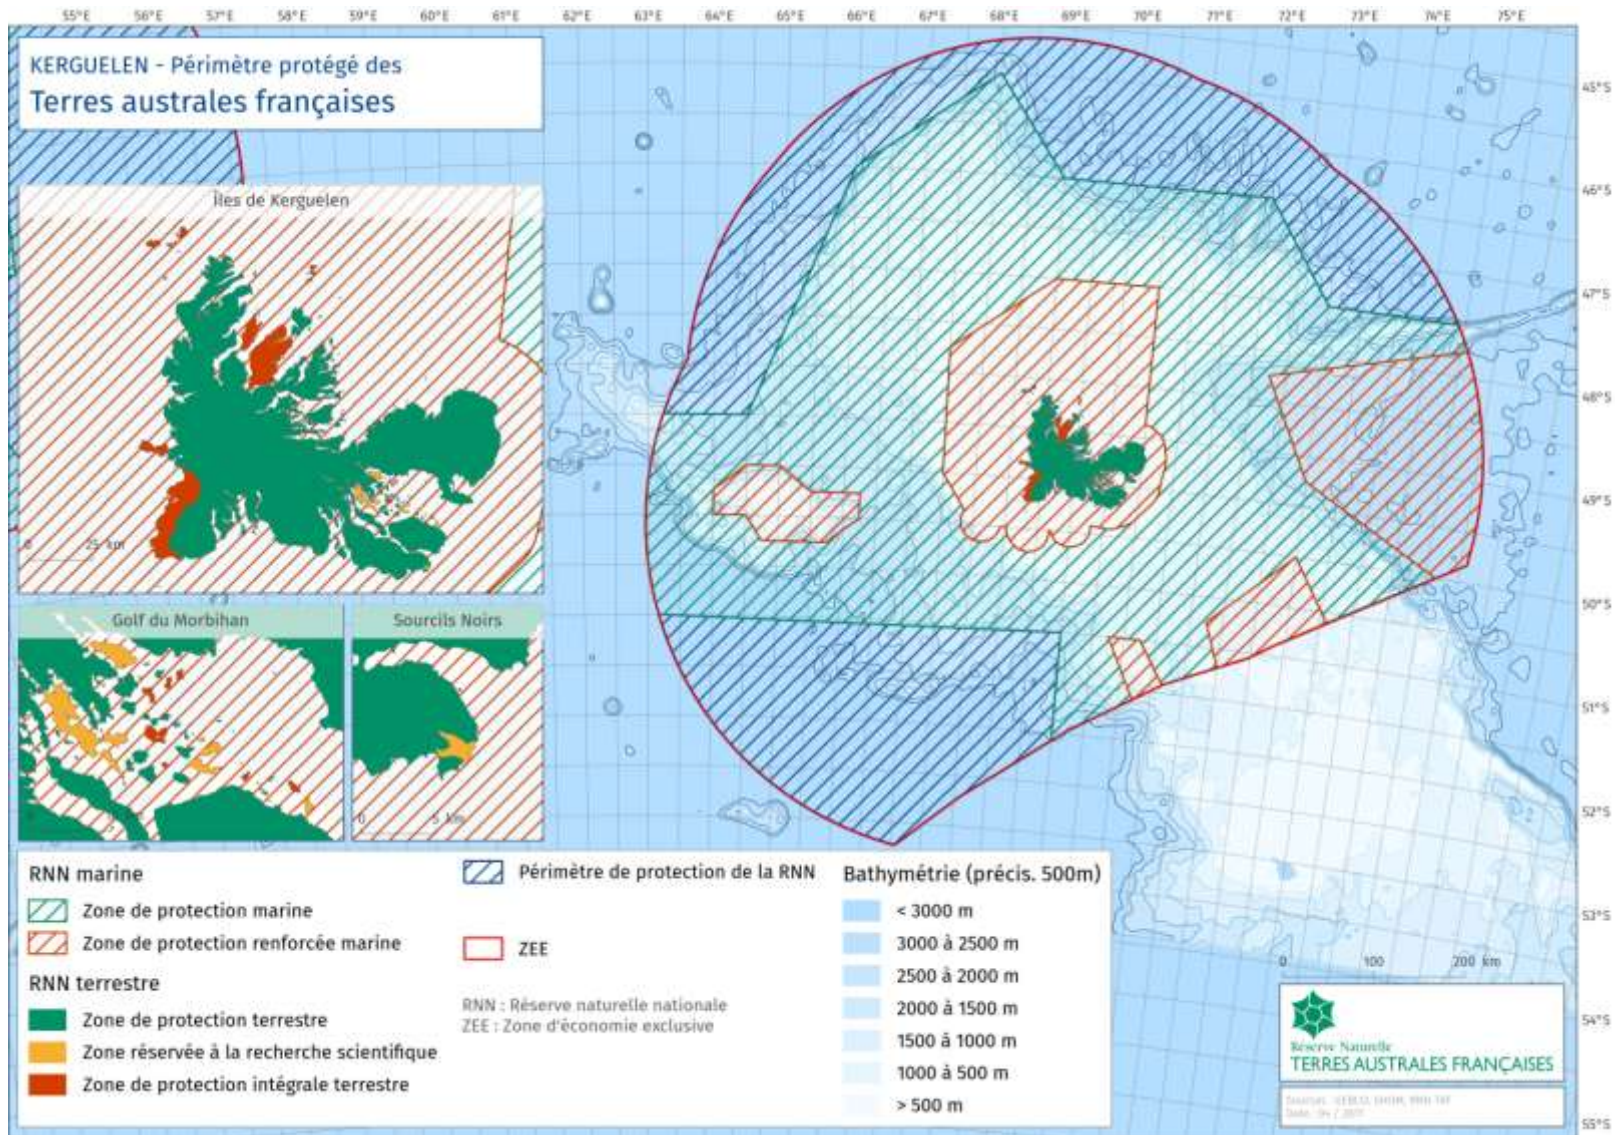 55°E 56°E 57°E 58°E 59°E 60°E 61°E 62°E 63°E 64°E 65°E 66°E 67°E 68°E 69°E 70°E 71°E 72°E 73°E 74°E 75°E
KERGUELEN - Périmètre protégé des
Terres australes françaises
Îles de Kerguelen
0 25 km
Golf du Morbihan
Sourcils Noirs
0 5 km
45°S
46°S
47°S
48°S
49°S
50°S
51°S
52°S
53°S
54°S
55°S
RNN marine
Zone de protection marine
Zone de protection renforcée marine
RNN terrestre
Zone de protection terrestre
Zone réservée à la recherche scientifique
Zone de protection intégrale terrestre
Périmètre de protection de la RNN
ZEE
RNN : Réserve naturelle nationale
ZEE : Zone d'économie exclusive
Bathymétrie (précis. 500m)
< 3000 m
3000 à 2500 m
2500 à 2000 m
2000 à 1500 m
1500 à 1000 m
1000 à 500 m
> 500 m
0 100 200 km
Réserve Naturelle
TERRES AUSTRALES FRANÇAISES